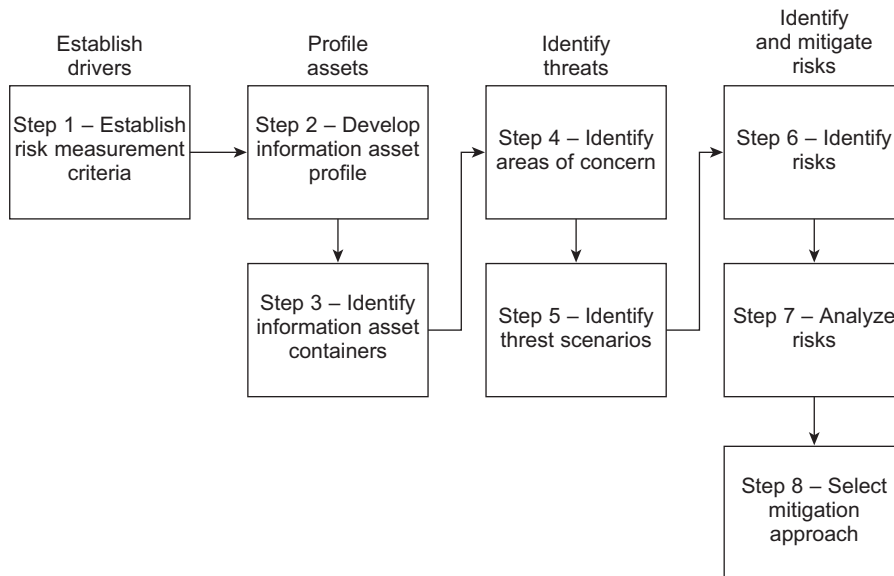 Establish
drivers
Profile
assets
Identify
threats
Identify
and mitigate
risks
Step 1 – Establish
risk measurement
criteria
Step 2 – Develop
information asset
profile
Step 3 – Identify
information asset
containers
Step 4 – Identify
areas of concern
Step 5 – Identify
threst scenarios
Step 6 – Identify
risks
Step 7 – Analyze
risks
Step 8 – Select
mitigation
approach